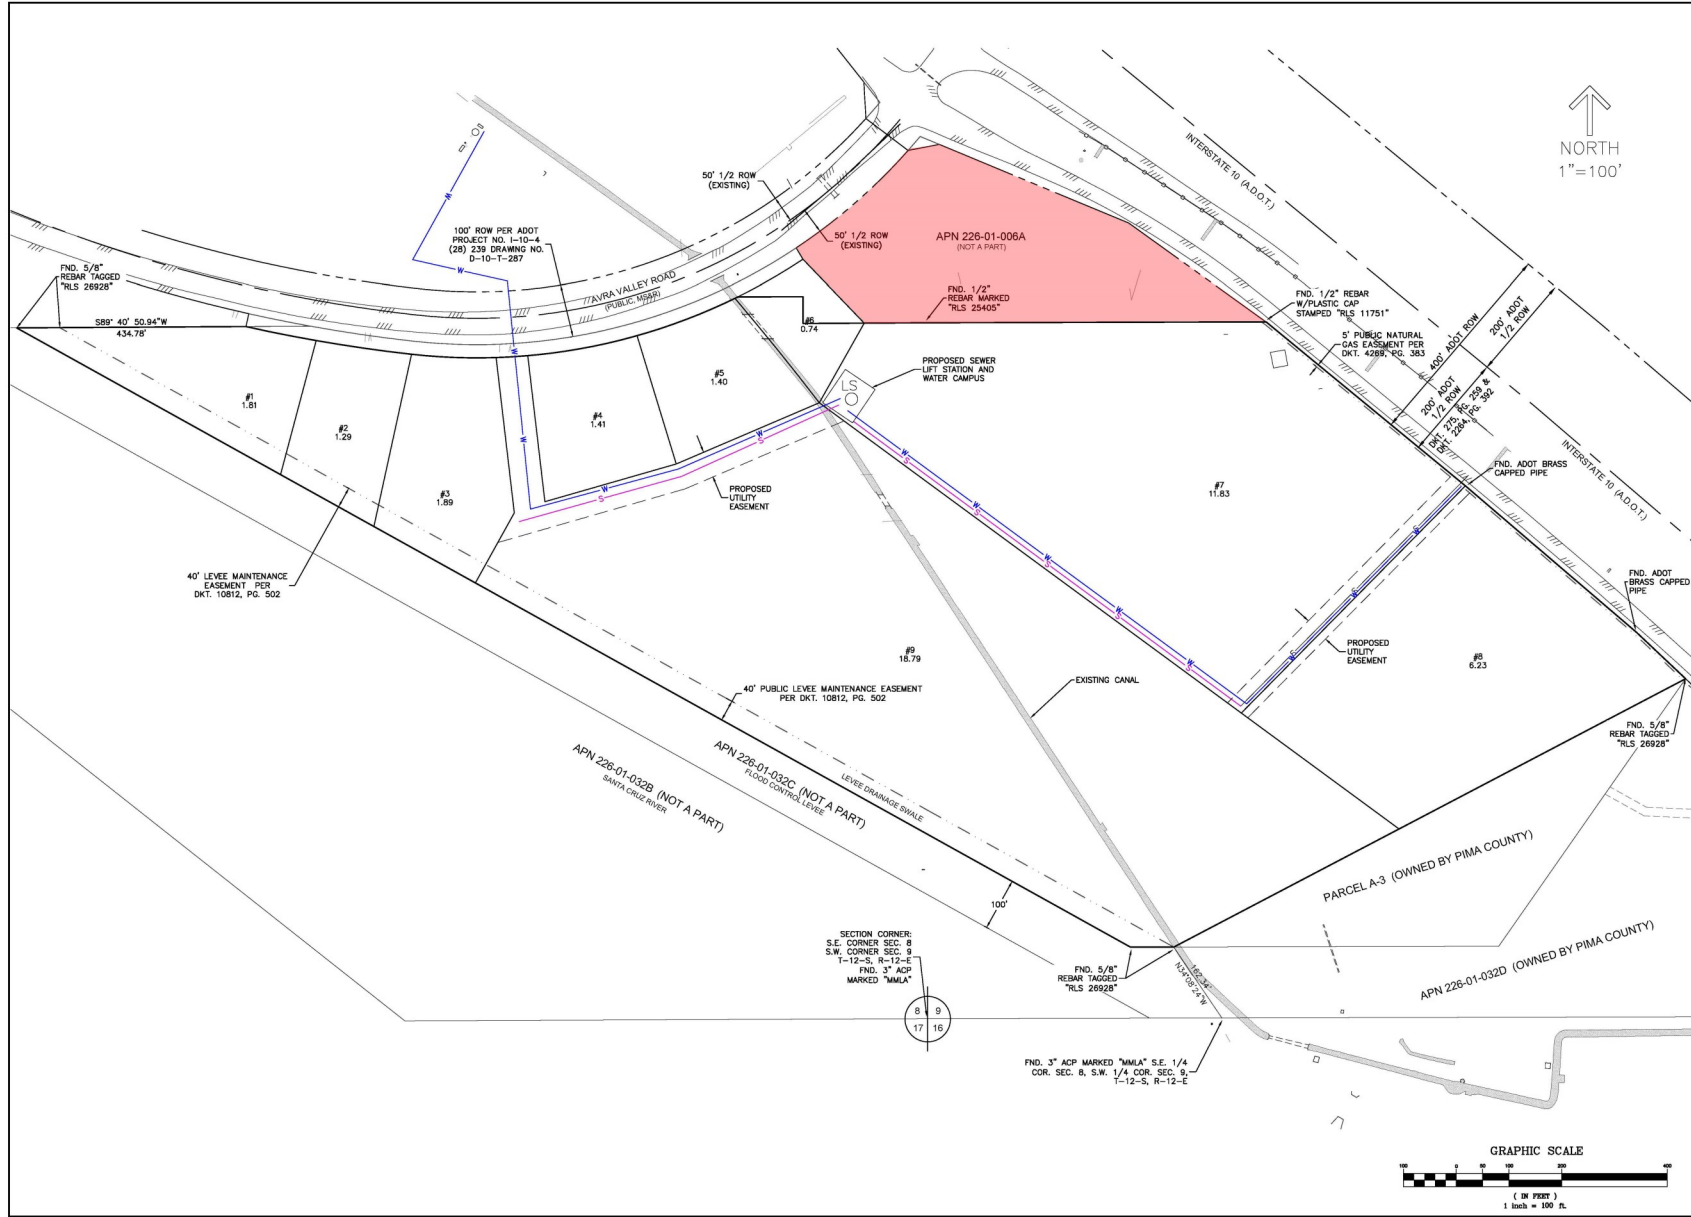 NORTH
1"=100'
INTERSTATE 10 (A.D.O.T.)
50' 1/2 ROW
(EXISTING)
50' 1/2 ROW
(EXISTING)
APN 226-01-006A
(NOT A PART)
100' ROW PER ADOT
PROJECT NO. I-10-4
(28) 239 DRAWING NO.
D-10-T-287
FND. 5/8"
REBAR TAGGED
"RLS 26928"
S89° 40' 50.94"W
434.78'
AVRA VALLEY ROAD
(PUBLIC, MS&R)
FND. 1/2"
REBAR MARKED
"RLS 25405"
FND. 1/2" REBAR
W/PLASTIC CAP
STAMPED "RLS 11751"
5' PUBLIC NATURAL
GAS EASEMENT PER
DKT. 4269, PG. 383
400' ADOT ROW
200' ADOT
1/2 ROW
200' ADOT
1/2 ROW
DKT. 275, PG. 259 &
DKT. 2264, PG. 392
INTERSTATE 10 (A.D.O.T.)
#6
0.74
PROPOSED SEWER
LIFT STATION AND
WATER CAMPUS
LS
#1
1.81
#2
1.29
#3
1.89
#4
1.41
#5
1.40
W
W
W
W
W
W
S
S
PROPOSED
UTILITY
EASEMENT
#7
11.83
W
S
W
S
W
S
W
S
W
S
W
W
W
FND. ADOT BRASS
CAPPED PIPE
FND. ADOT
BRASS CAPPED
PIPE
40' LEVEE MAINTENANCE
EASEMENT PER
DKT. 10812, PG. 502
#9
18.79
PROPOSED
UTILITY
EASEMENT
#8
6.23
EXISTING CANAL
40' PUBLIC LEVEE MAINTENANCE EASEMENT
PER DKT. 10812, PG. 502
FND. 5/8"
REBAR TAGGED
"RLS 26928"
APN 226-01-032B (NOT A PART)
SANTA CRUZ RIVER
APN 226-01-032C (NOT A PART)
FLOOD CONTROL LEVEE
LEVEE DRAINAGE SWALE
PARCEL A-3 (OWNED BY PIMA COUNTY)
APN 226-01-032D (OWNED BY PIMA COUNTY)
100'
SECTION CORNER:
S.E. CORNER SEC. 8
S.W. CORNER SEC. 9
T-12-S, R-12-E
FND. 3" ACP
MARKED "MMLA"
8 9
17 16
FND. 5/8"
REBAR TAGGED
"RLS 26928"
162.34'
N34°08'24"W
FND. 3" ACP MARKED "MMLA" S.E. 1/4
COR. SEC. 8, S.W. 1/4 COR. SEC. 9,
T-12-S, R-12-E
GRAPHIC SCALE
100 0 50 100 200 400
( IN FEET )
1 inch = 100 ft.